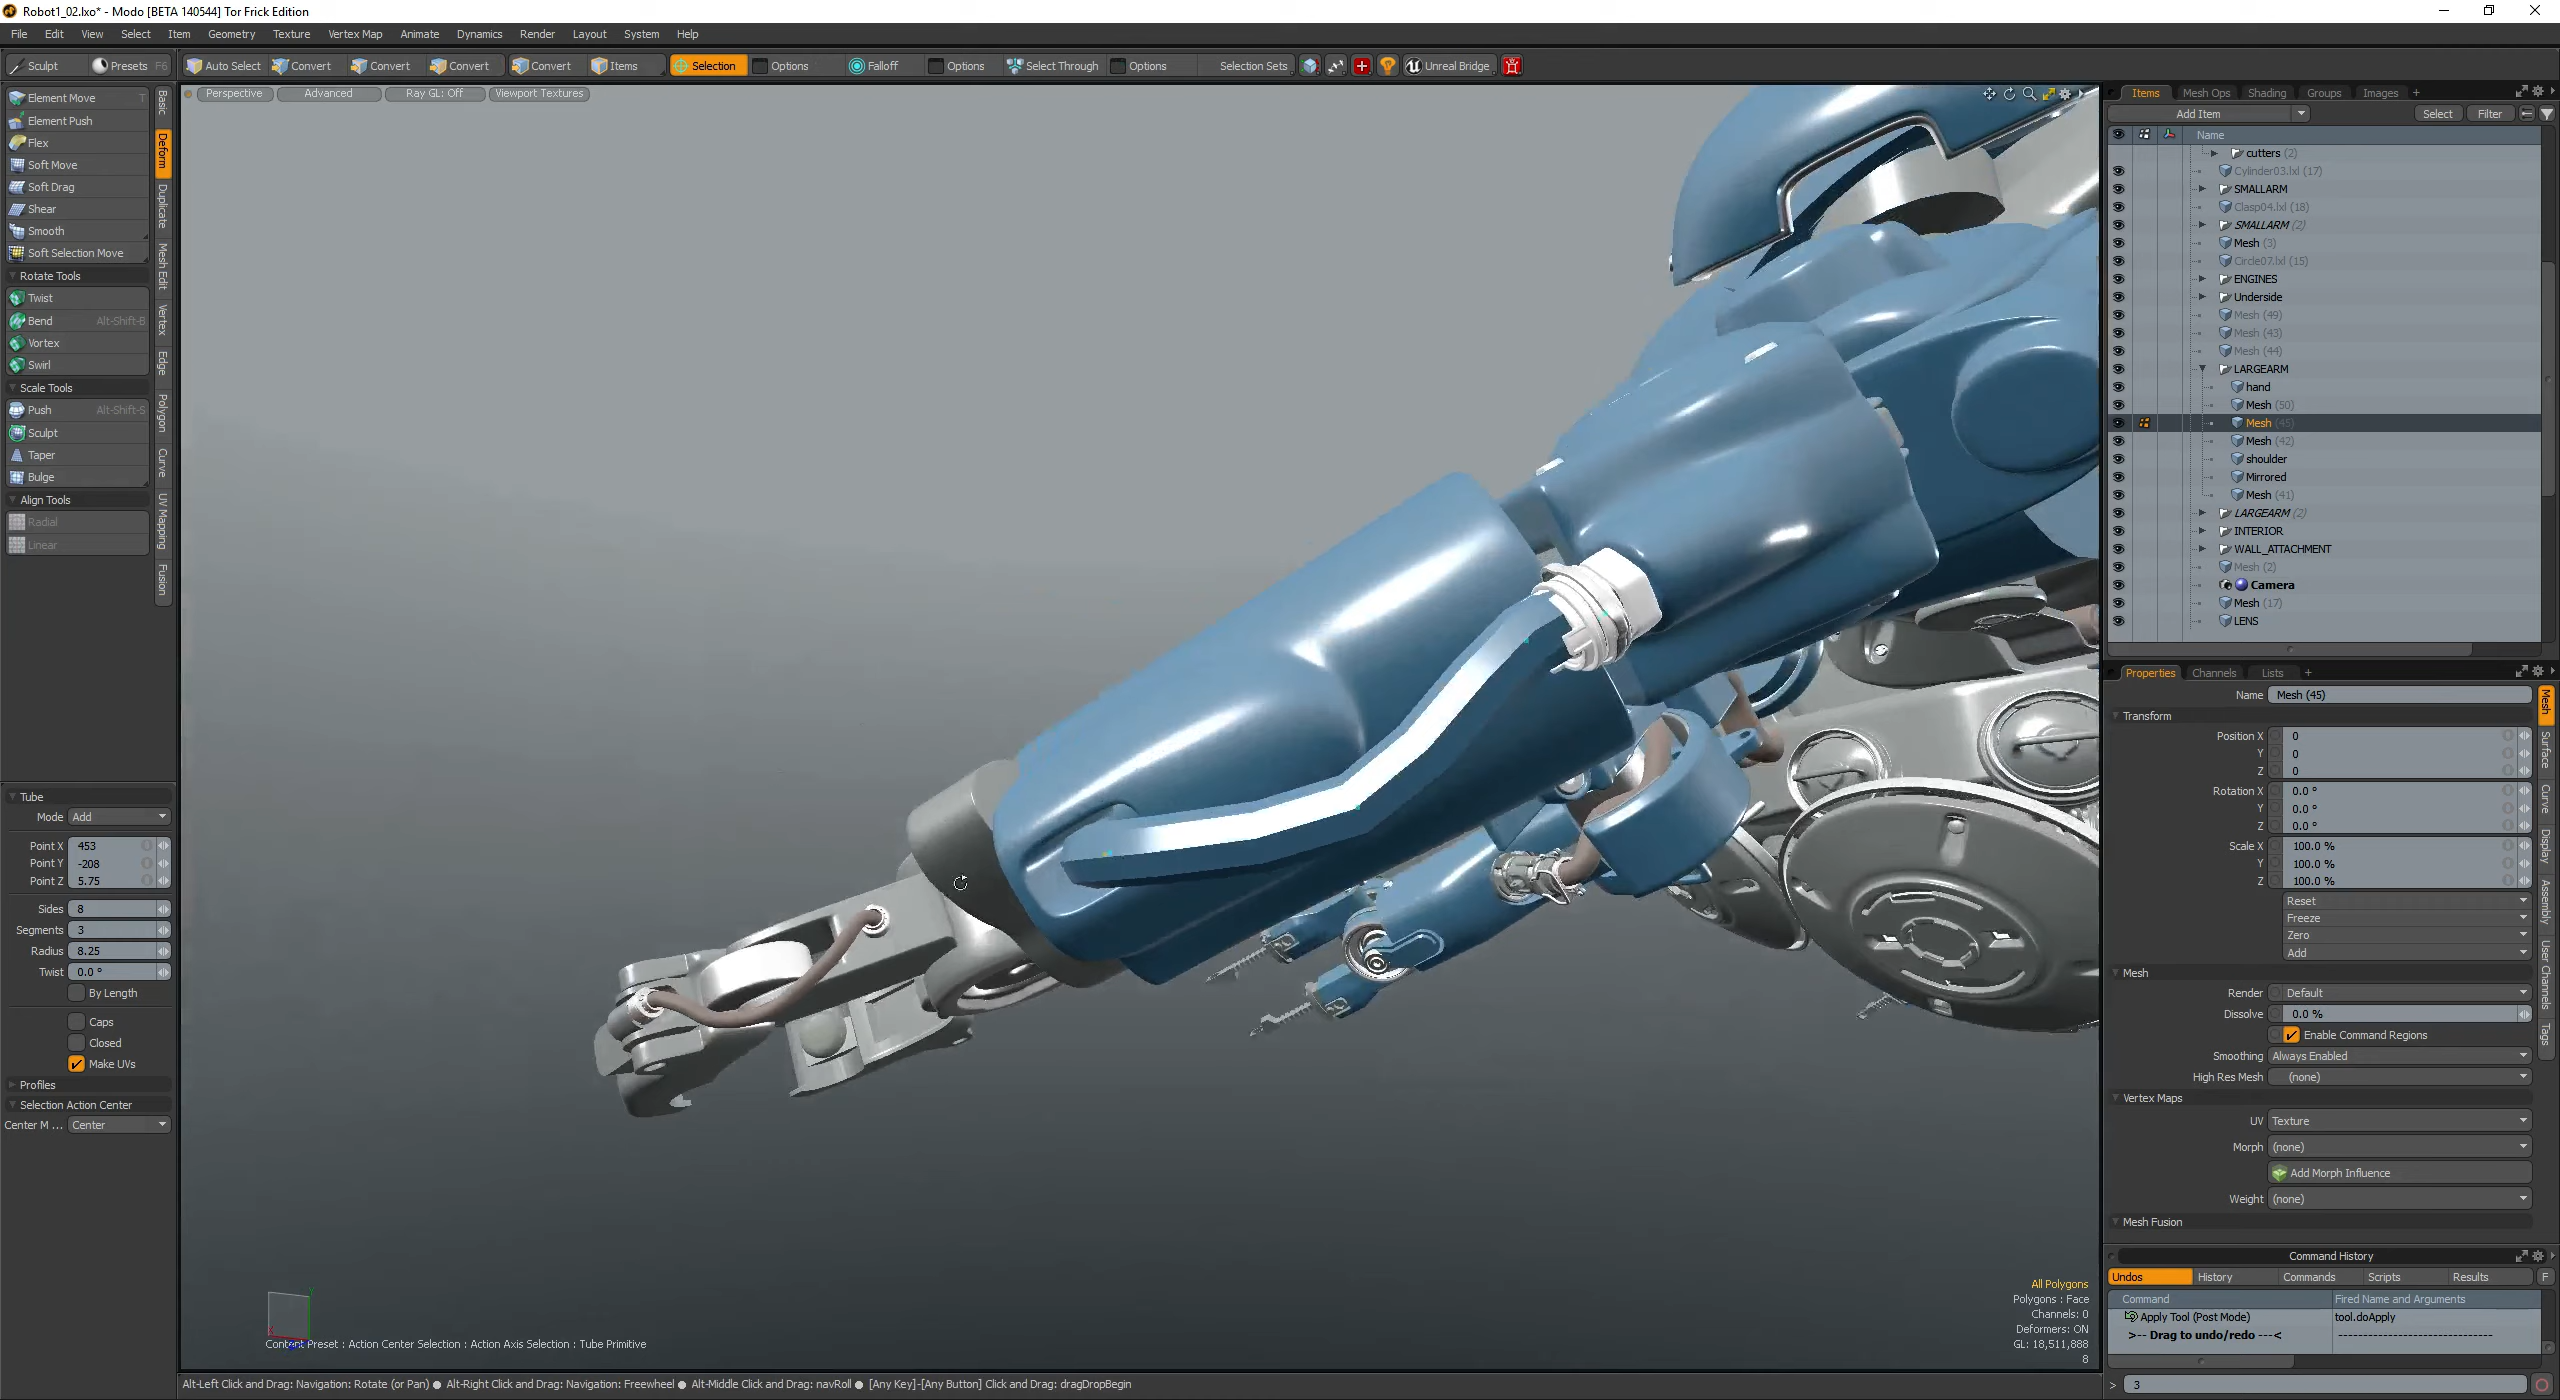 Robot1_02.lxo* - Modo [BETA 140544] Tor Frick Edition
File Edit View Select Item Geometry Texture Vertex Map Animate Dynamics Render Layout System Help
Sculpt Presets F6 Auto Select Convert Convert Convert Convert Items Selection Options Falloff Options Select Through Options Selection Sets Unreal Bridge
Perspective Advanced Ray GL: Off Viewport Textures
Element Move T
Element Push
Flex
Soft Move
Soft Drag
Shear
Smooth
Soft Selection Move
Rotate Tools
Twist
Bend Alt-Shift-B
Vortex
Swirl
Scale Tools
Push Alt-Shift-S
Sculpt
Taper
Bulge
Align Tools
Radial
Linear
Basic
Deform
Duplicate
Mesh Edit
Vertex
Edge
Polygon
Curve
UV Mapping
Fusion
Tube
Mode Add
Point X 453
Point Y -208
Point Z 5.75
Sides 8
Segments 3
Radius 8.25
Twist 0.0 °
By Length
Caps
Closed
Make UVs
Profiles
Selection Action Center
Center M ... Center
Content Preset : Action Center Selection : Action Axis Selection : Tube Primitive
All Polygons
Polygons : Face
Channels: 0
Deformers: ON
GL: 18,511,888
8
Alt-Left Click and Drag: Navigation: Rotate (or Pan) ● Alt-Right Click and Drag: Navigation: Freewheel ● Alt-Middle Click and Drag: navRoll ● [Any Key]-[Any Button] Click and Drag: dragDropBegin
Items Mesh Ops Shading Groups Images +
Add Item Select Filter
Name
cutters (2)
Cylinder03.lxl (17)
SMALLARM
Clasp04.lxl (18)
SMALLARM (2)
Mesh (3)
Circle07.lxl (15)
ENGINES
Underside
Mesh (49)
Mesh (43)
Mesh (44)
LARGEARM
hand
Mesh (50)
Mesh (45)
Mesh (42)
shoulder
Mirrored
Mesh (41)
LARGEARM (2)
INTERIOR
WALL_ATTACHMENT
Mesh (2)
Camera
Mesh (17)
LENS
Properties Channels Lists +
Name Mesh (45)
Transform
Position X 0
Y 0
Z 0
Rotation X 0.0 °
Y 0.0 °
Z 0.0 °
Scale X 100.0 %
Y 100.0 %
Z 100.0 %
Reset
Freeze
Zero
Add
Mesh
Render Default
Dissolve 0.0 %
Enable Command Regions
Smoothing Always Enabled
High Res Mesh (none)
Vertex Maps
UV Texture
Morph (none)
Add Morph Influence
Weight (none)
Mesh Fusion
Mesh
Surface
Curve
Display
Assembly
User Channels
Tags
Command History
Undos History Commands Scripts Results F
Command Fired Name and Arguments
Apply Tool (Post Mode) tool.doApply
>-- Drag to undo/redo ---< --------------------------------
> 3